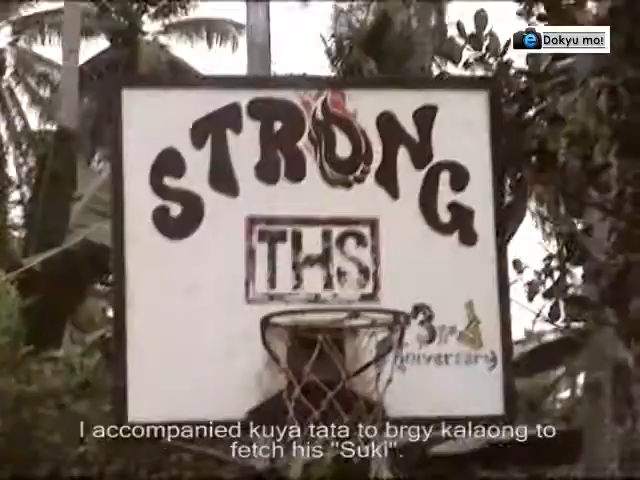 e Dokyu mo!
STRONG
THS
3rd
Anniversary
I accompanied kuya tata to brgy kalaong to
fetch his "Suki".